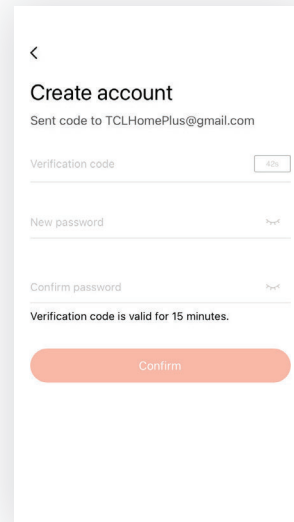 Create account
Sent code to TCLHomePlus@gmail.com
Verification code 42s
New password
Confirm password
Verification code is valid for 15 minutes.
Confirm